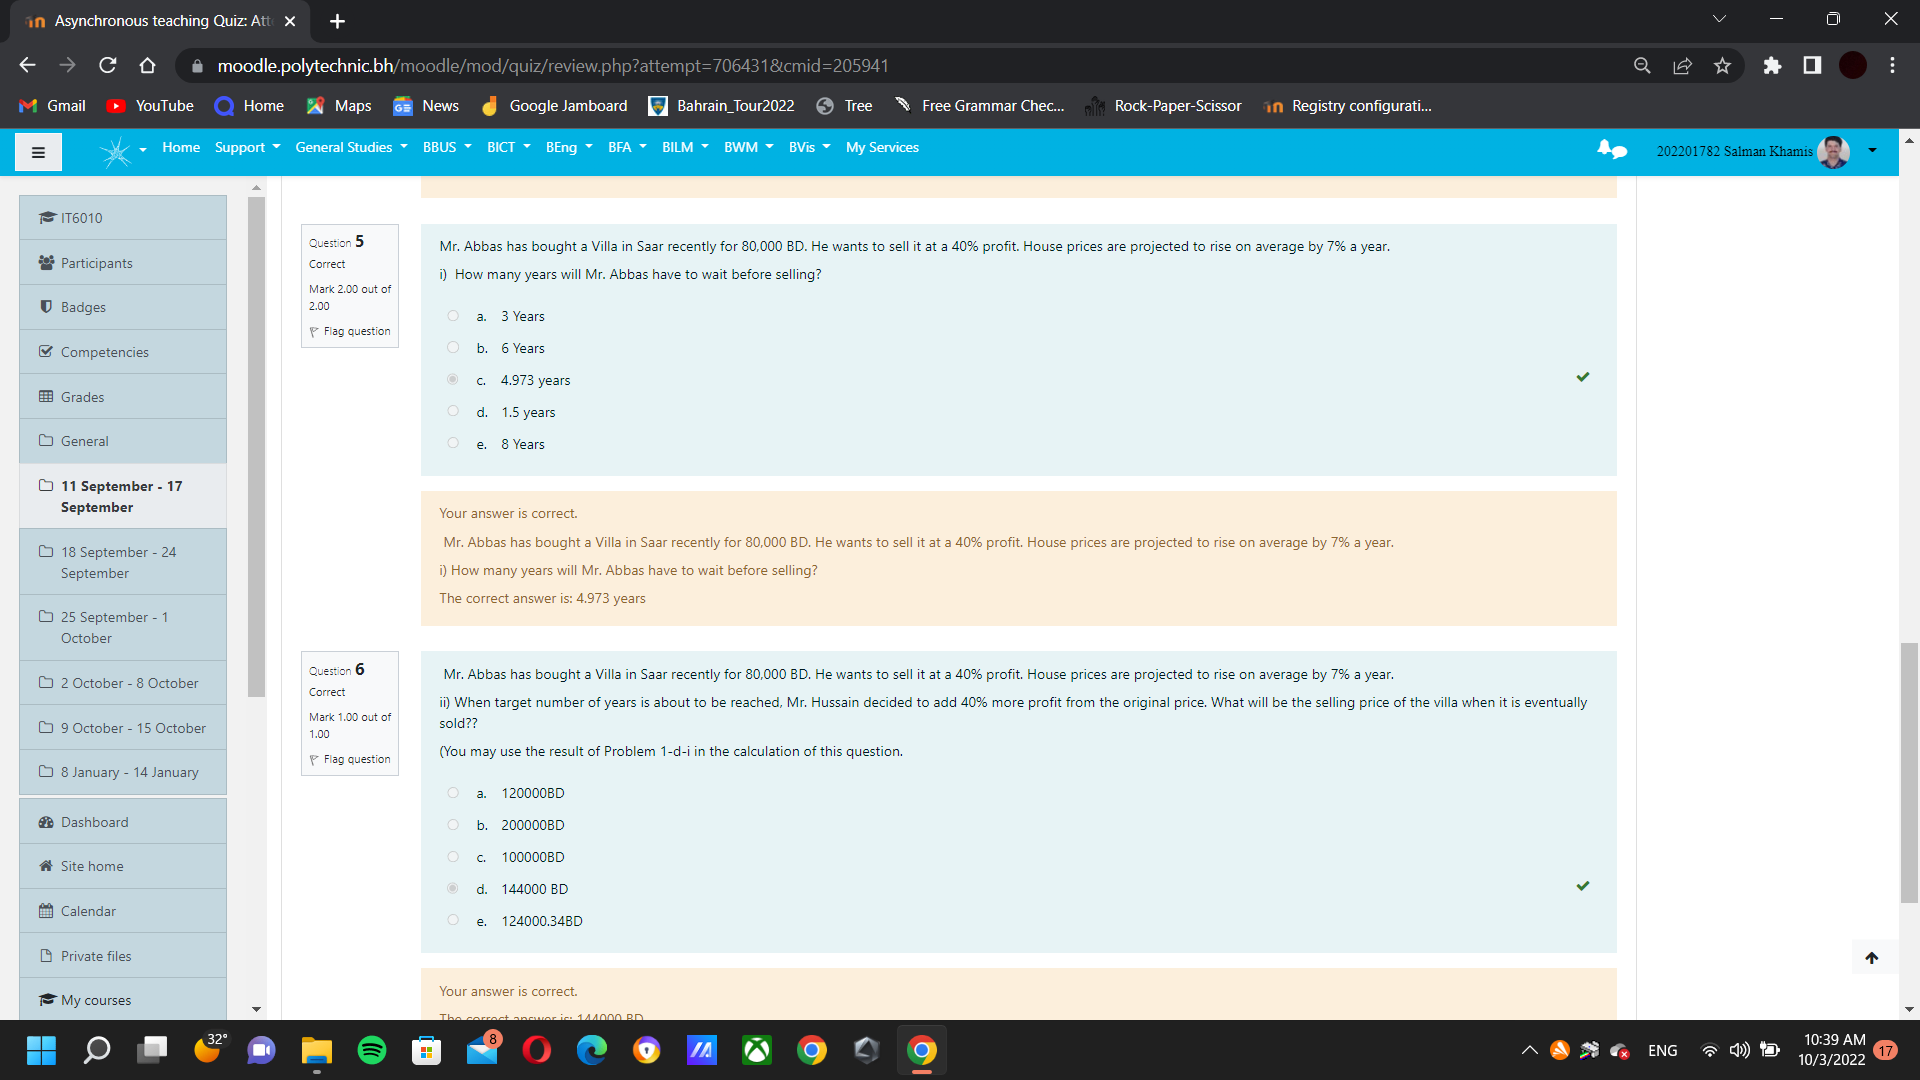 Asynchronous teaching Quiz: Att
moodle.polytechnic.bh/moodle/mod/quiz/review.php?attempt=706431&cmid=205941
Gmail YouTube Home Maps News Google Jamboard Bahrain_Tour2022 Tree Free Grammar Chec... Rock-Paper-Scissor Registry configurati...
Home Support General Studies BBUS BICT BEng BFA BILM BWM BVis My Services 202201782 Salman Khamis
IT6010
Participants
Badges
Competencies
Grades
General
11 September - 17
September
18 September - 24
September
25 September - 1
October
2 October - 8 October
9 October - 15 October
8 January - 14 January
Dashboard
Site home
Calendar
Private files
My courses
Question 5
Correct
Mark 2.00 out of
2.00
Flag question
Mr. Abbas has bought a Villa in Saar recently for 80,000 BD. He wants to sell it at a 40% profit. House prices are projected to rise on average by 7% a year.
i) How many years will Mr. Abbas have to wait before selling?
a. 3 Years
b. 6 Years
c. 4.973 years
d. 1.5 years
e. 8 Years
Your answer is correct.
Mr. Abbas has bought a Villa in Saar recently for 80,000 BD. He wants to sell it at a 40% profit. House prices are projected to rise on average by 7% a year.
i) How many years will Mr. Abbas have to wait before selling?
The correct answer is: 4.973 years
Question 6
Correct
Mark 1.00 out of
1.00
Flag question
Mr. Abbas has bought a Villa in Saar recently for 80,000 BD. He wants to sell it at a 40% profit. House prices are projected to rise on average by 7% a year.
ii) When target number of years is about to be reached, Mr. Hussain decided to add 40% more profit from the original price. What will be the selling price of the villa when it is eventually
sold??
(You may use the result of Problem 1-d-i in the calculation of this question.
a. 120000BD
b. 200000BD
c. 100000BD
d. 144000 BD
e. 124000.34BD
Your answer is correct.
The correct answer is: 144000 BD
32°
8
ENG
10:39 AM
10/3/2022
17